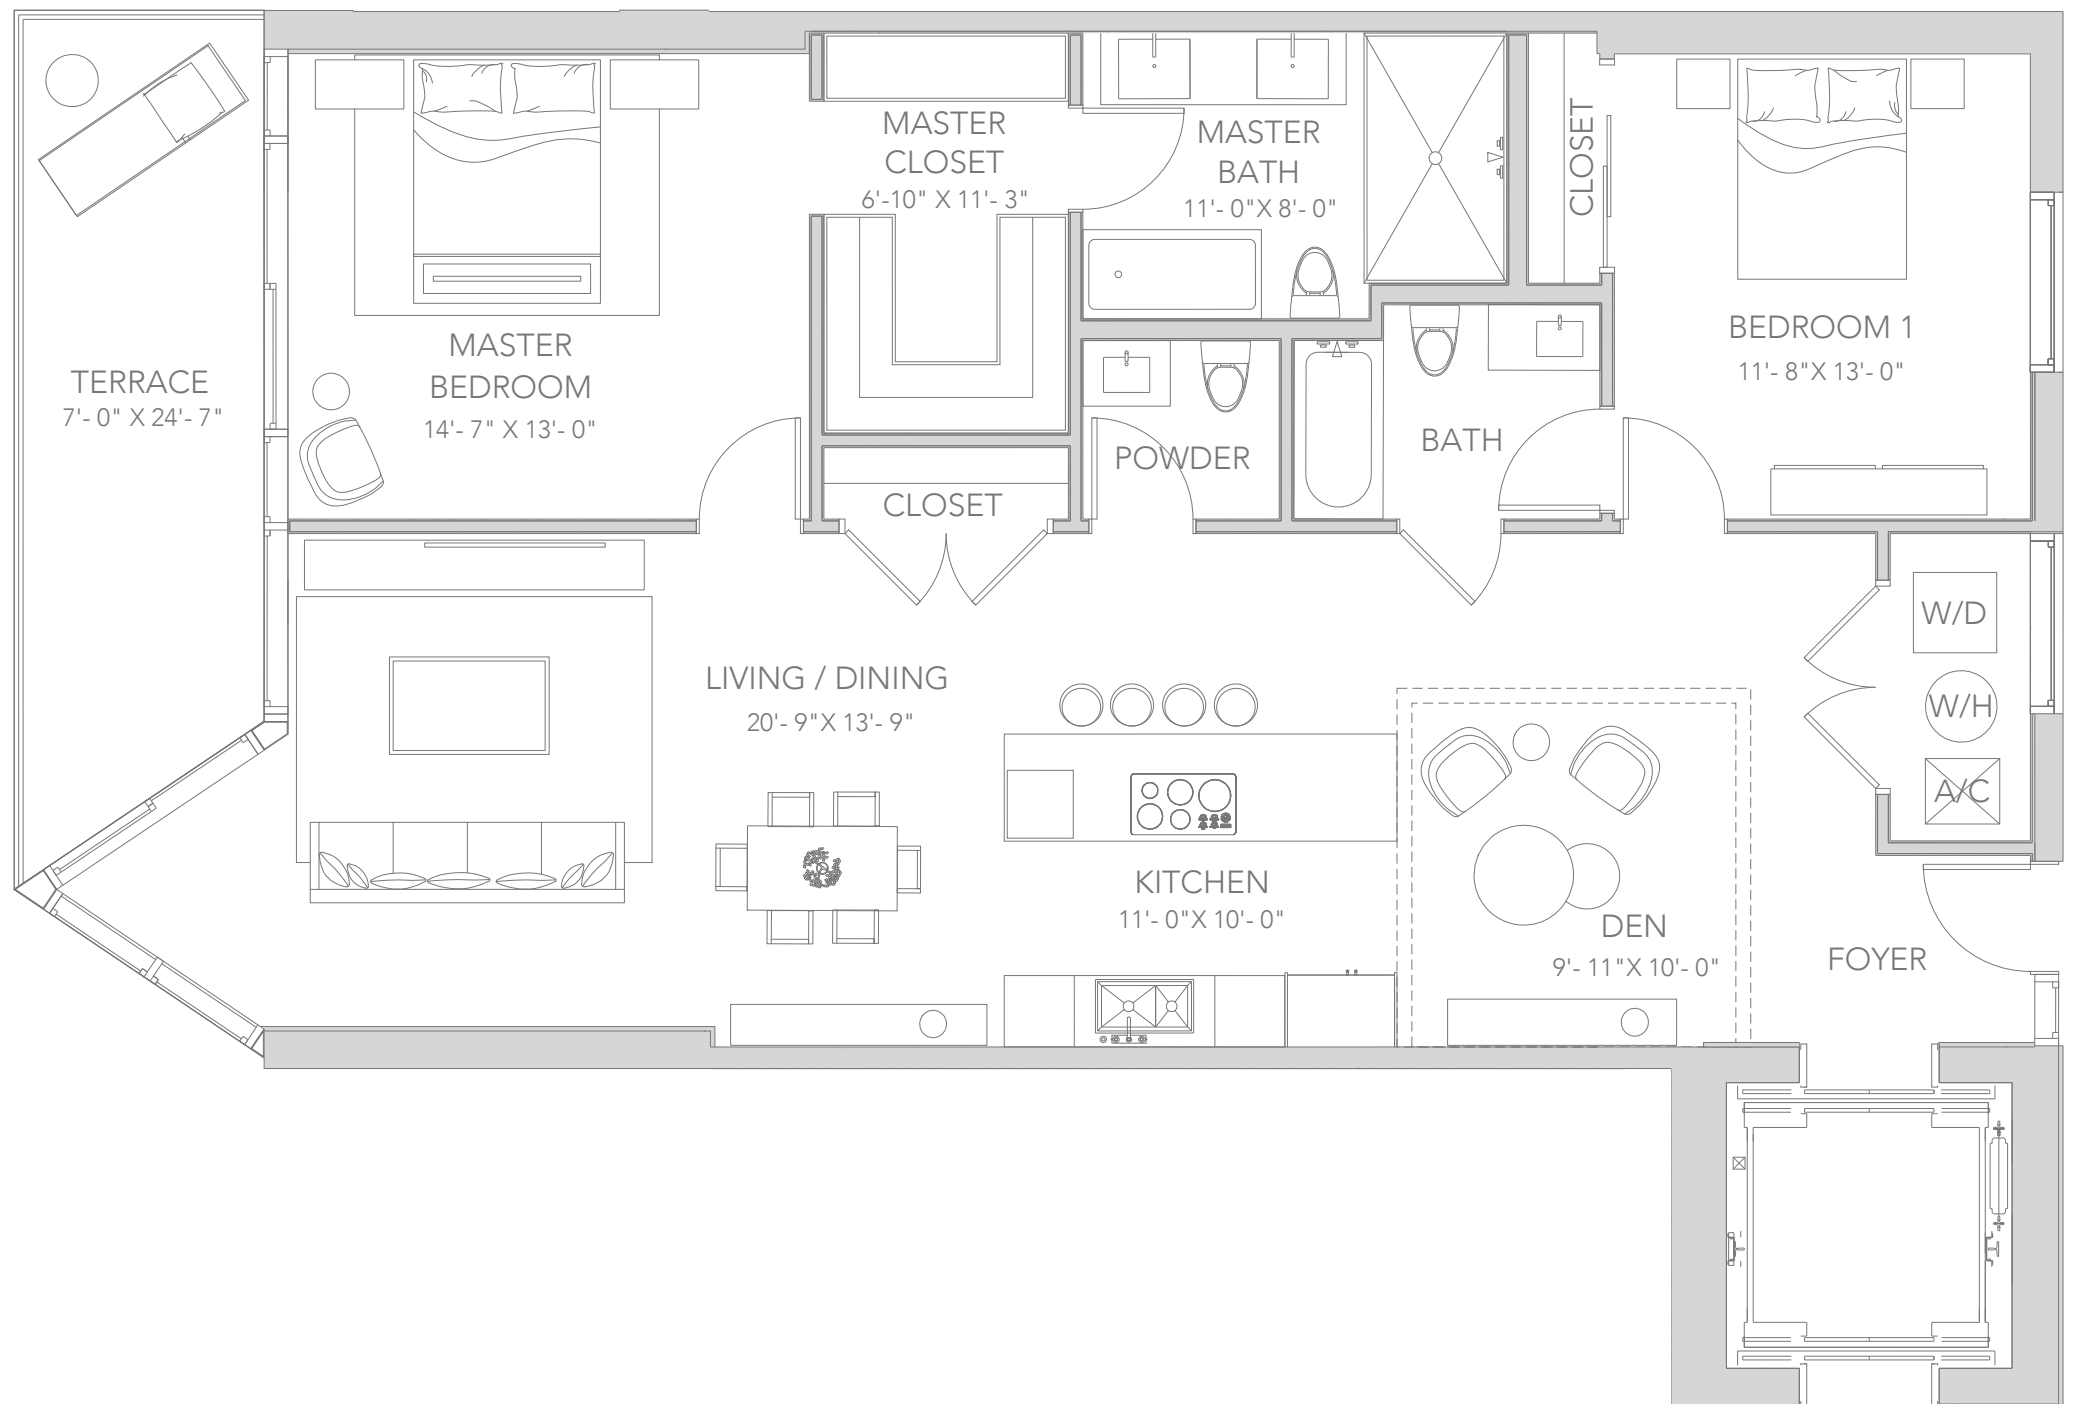 MASTER
CLOSET
6'-10" X 11'- 3"
MASTER
BATH
11'- 0"X 8'- 0"
CLOSET
BEDROOM 1
11'- 8"X 13'- 0"
TERRACE
7'- 0" X 24'- 7"
MASTER
BEDROOM
14'- 7" X 13'- 0"
CLOSET
POWDER
BATH
W/D
W/H
A/C
LIVING / DINING
20'- 9"X 13'- 9"
KITCHEN
11'- 0"X 10'- 0"
DEN
9'- 11"X 10'- 0"
FOYER